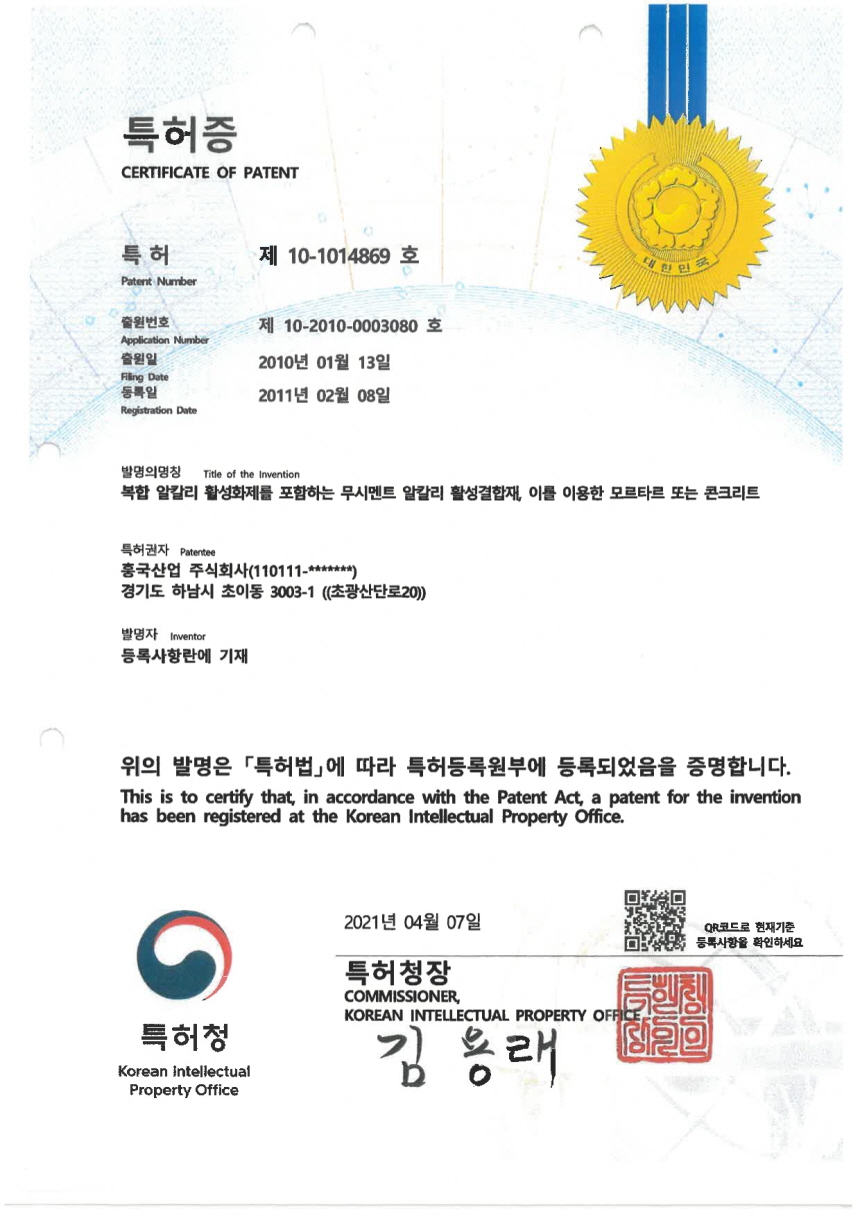 대한민국
특허증
CERTIFICATE OF PATENT
특 허
제 10-1014869 호
Patent Number
출원번호
제 10-2010-0003080 호
Application Number
출원일
2010년 01월 13일
Filing Date
등록일
2011년 02월 08일
Registration Date
발명의명칭 Title of the Invention
복합 알칼리 활성화제를 포함하는 무시멘트 알칼리 활성결합재, 이를 이용한 모르타르 또는 콘크리트
특허권자 Patentee
흥국산업 주식회사(110111-*******)
경기도 하남시 초이동 3003-1 ((초광산단로20))
발명자 Inventor
등록사항란에 기재
위의 발명은 「특허법」에 따라 특허등록원부에 등록되었음을 증명합니다.
This is to certify that, in accordance with the Patent Act, a patent for the invention
has been registered at the Korean Intellectual Property Office.
2021년 04월 07일
QR코드로 현재기준
등록사항을 확인하세요
특허청장
COMMISSIONER,
KOREAN INTELLECTUAL PROPERTY OFFICE
김용래
특허청장의인
특허청
Korean Intellectual
Property Office